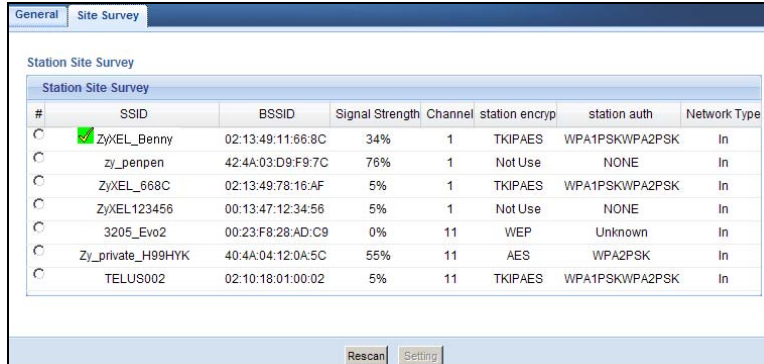 General Site Survey
Station Site Survey
Station Site Survey
# SSID BSSID Signal Strength Channel station encryp station auth Network Type
ZyXEL_Benny 02:13:49:11:66:8C 34% 1 TKIPAES WPA1PSKWPA2PSK In
zy_penpen 42:4A:03:D9:F9:7C 76% 1 Not Use NONE In
ZyXEL_668C 02:13:49:78:16:AF 5% 1 TKIPAES WPA1PSKWPA2PSK In
ZyXEL123456 00:13:47:12:34:56 5% 1 Not Use NONE In
3205_Evo2 00:23:F8:28:AD:C9 0% 11 WEP Unknown In
Zy_private_H99HYK 40:4A:04:12:0A:5C 55% 11 AES WPA2PSK In
TELUS002 02:10:18:01:00:02 5% 11 TKIPAES WPA1PSKWPA2PSK In
Rescan Setting